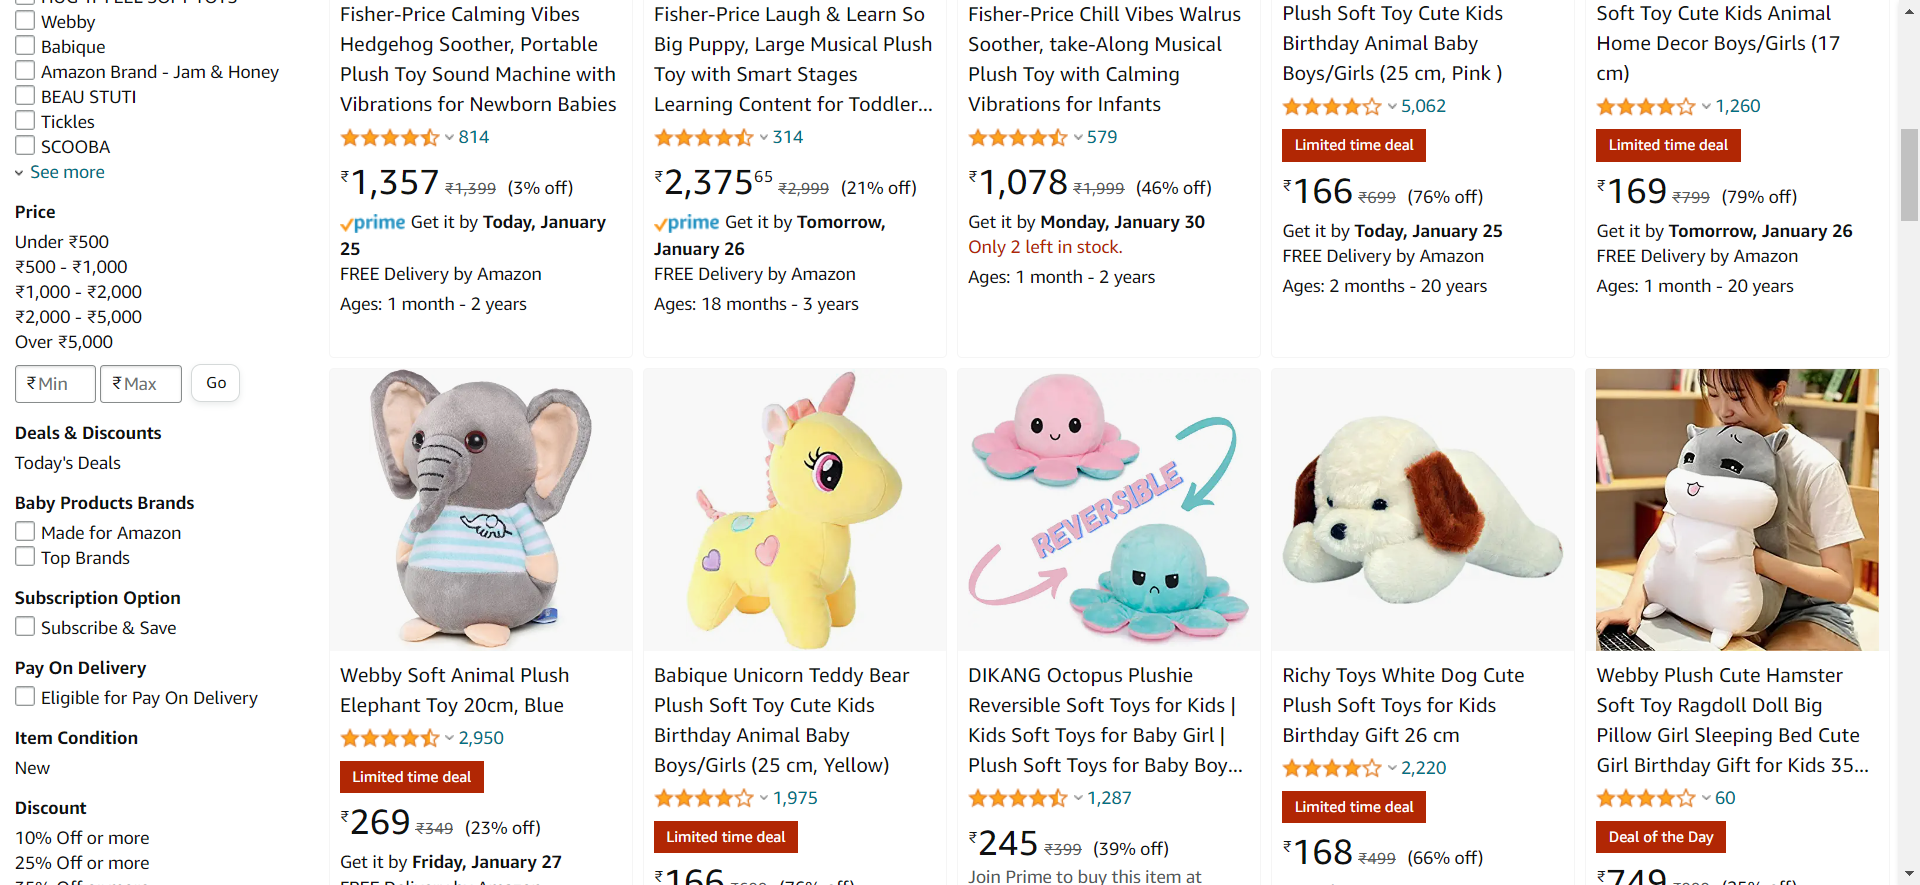 Webby
Babique
Amazon Brand - Jam & Honey
BEAU STUTI
Tickles
SCOOBA
See more
Price
Under ₹500
₹500 - ₹1,000
₹1,000 - ₹2,000
₹2,000 - ₹5,000
Over ₹5,000
₹ Min ₹ Max Go
Deals & Discounts
Today's Deals
Baby Products Brands
Made for Amazon
Top Brands
Subscription Option
Subscribe & Save
Pay On Delivery
Eligible for Pay On Delivery
Item Condition
New
Discount
10% Off or more
25% Off or more
Fisher-Price Calming Vibes
Hedgehog Soother, Portable
Plush Toy Sound Machine with
Vibrations for Newborn Babies
814
₹1,357 ₹1,399 (3% off)
prime Get it by Today, January
25
FREE Delivery by Amazon
Ages: 1 month - 2 years
Fisher-Price Laugh & Learn So
Big Puppy, Large Musical Plush
Toy with Smart Stages
Learning Content for Toddler...
314
₹2,375 65 ₹2,999 (21% off)
prime Get it by Tomorrow,
January 26
FREE Delivery by Amazon
Ages: 18 months - 3 years
Fisher-Price Chill Vibes Walrus
Soother, take-Along Musical
Plush Toy with Calming
Vibrations for Infants
579
₹1,078 ₹1,999 (46% off)
Get it by Monday, January 30
Only 2 left in stock.
Ages: 1 month - 2 years
Plush Soft Toy Cute Kids
Birthday Animal Baby
Boys/Girls (25 cm, Pink )
5,062
Limited time deal
₹166 ₹699 (76% off)
Get it by Today, January 25
FREE Delivery by Amazon
Ages: 2 months - 20 years
Soft Toy Cute Kids Animal
Home Decor Boys/Girls (17
cm)
1,260
Limited time deal
₹169 ₹799 (79% off)
Get it by Tomorrow, January 26
FREE Delivery by Amazon
Ages: 1 month - 20 years
Webby Soft Animal Plush
Elephant Toy 20cm, Blue
2,950
Limited time deal
₹269 ₹349 (23% off)
Get it by Friday, January 27
FREE Delivery by Amazon
Babique Unicorn Teddy Bear
Plush Soft Toy Cute Kids
Birthday Animal Baby
Boys/Girls (25 cm, Yellow)
1,975
Limited time deal
₹166
REVERSIBLE
DIKANG Octopus Plushie
Reversible Soft Toys for Kids |
Kids Soft Toys for Baby Girl |
Plush Soft Toys for Baby Boy...
1,287
₹245 ₹399 (39% off)
Join Prime to buy this item at
Richy Toys White Dog Cute
Plush Soft Toys for Kids
Birthday Gift 26 cm
2,220
Limited time deal
₹168 ₹499 (66% off)
Webby Plush Cute Hamster
Soft Toy Ragdoll Doll Big
Pillow Girl Sleeping Bed Cute
Girl Birthday Gift for Kids 35...
60
Deal of the Day
₹749